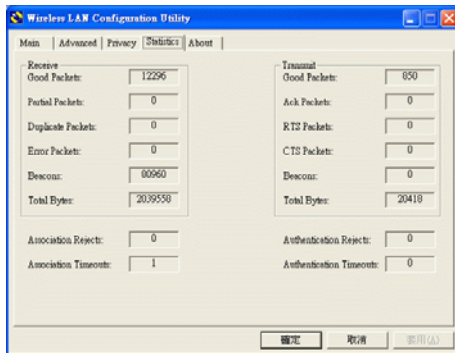 Wireless LAN Configuration Utility
Main Advanced Privacy Statistics About
Receive
Good Packets: 12296
Partial Packets: 0
Duplicate Packets: 0
Error Packets: 0
Beacons: 80960
Total Bytes: 2039558
Transmit
Good Packets: 850
Ack Packets: 0
RTS Packets: 0
CTS Packets: 0
Beacons: 0
Total Bytes: 20418
Association Rejects: 0
Association Timeouts: 1
Authentication Rejects: 0
Authentication Timeouts: 0
確定 取消 套用(A)